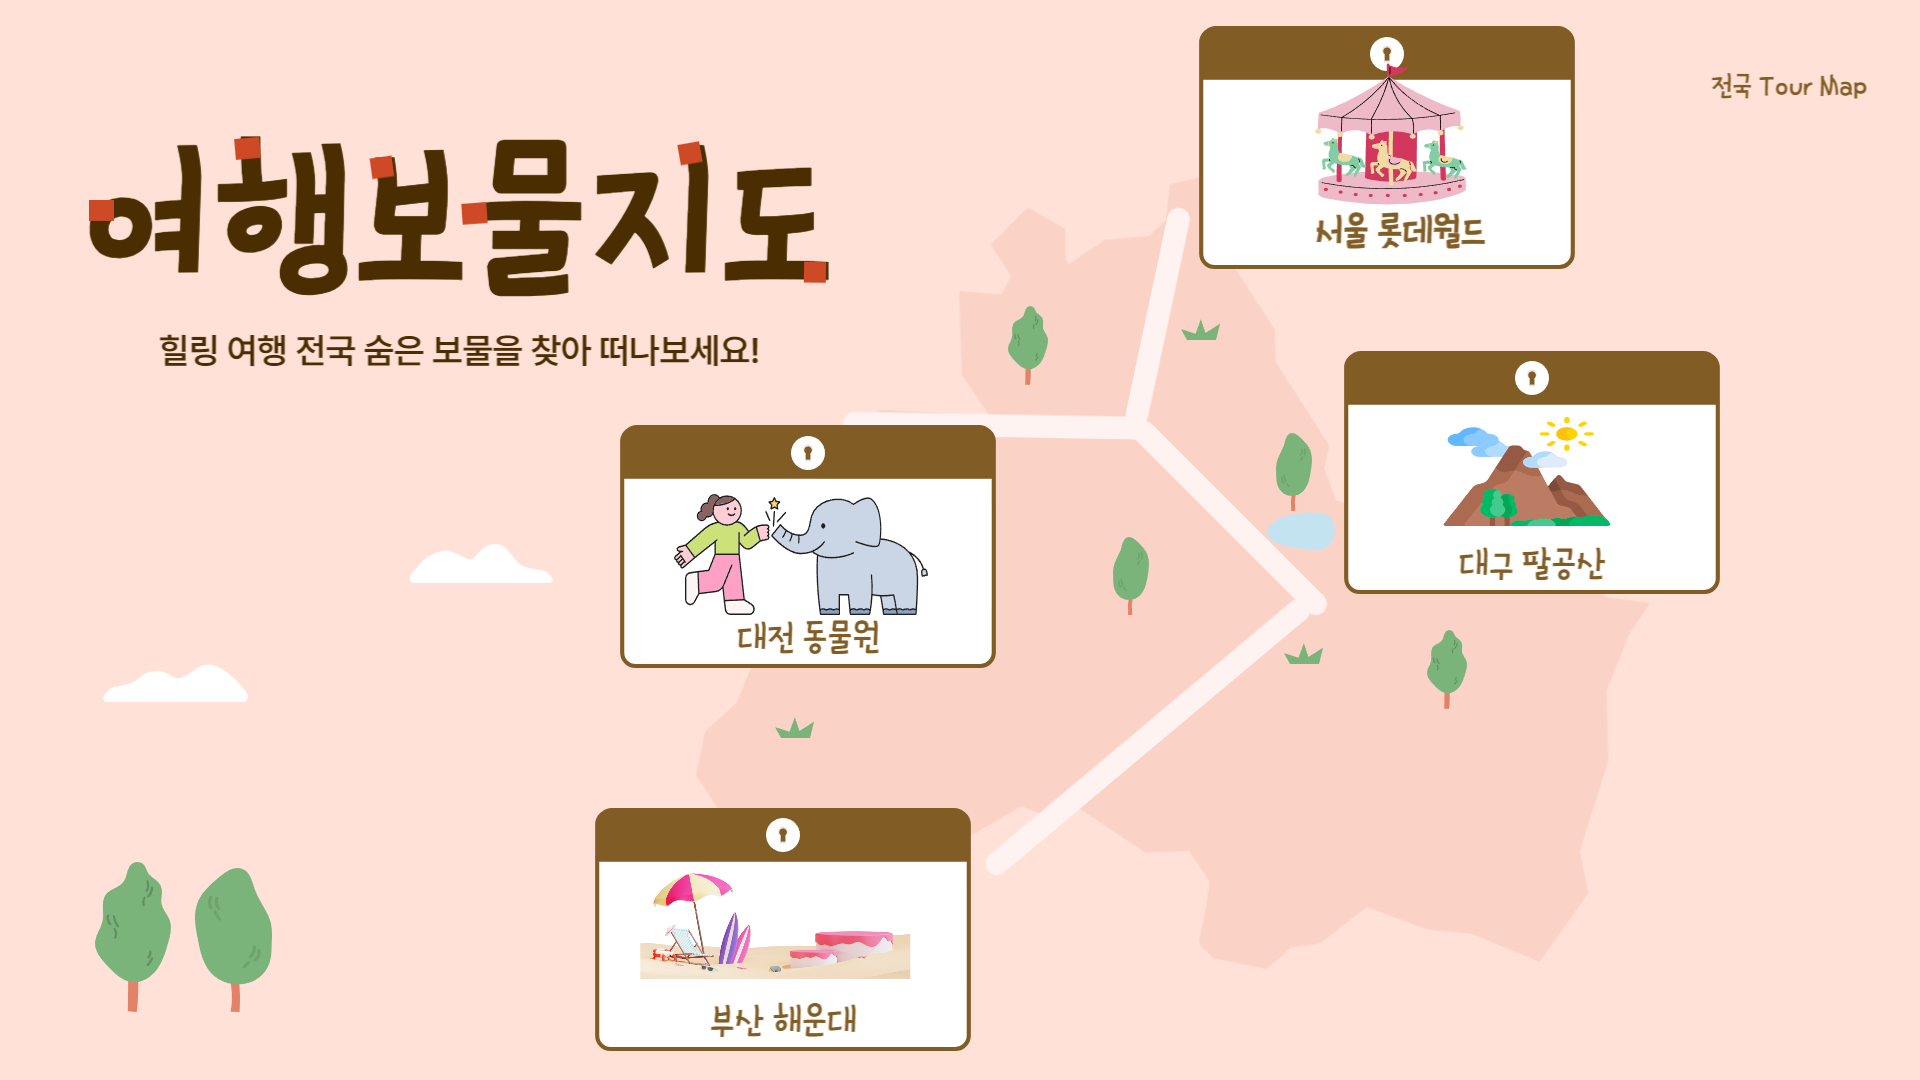 여행보물지도
힐링 여행 전국 숨은 보물을 찾아 떠나보세요!
전국 Tour Map
서울 롯데월드
대구 팔공산
대전 동물원
부산 해운대